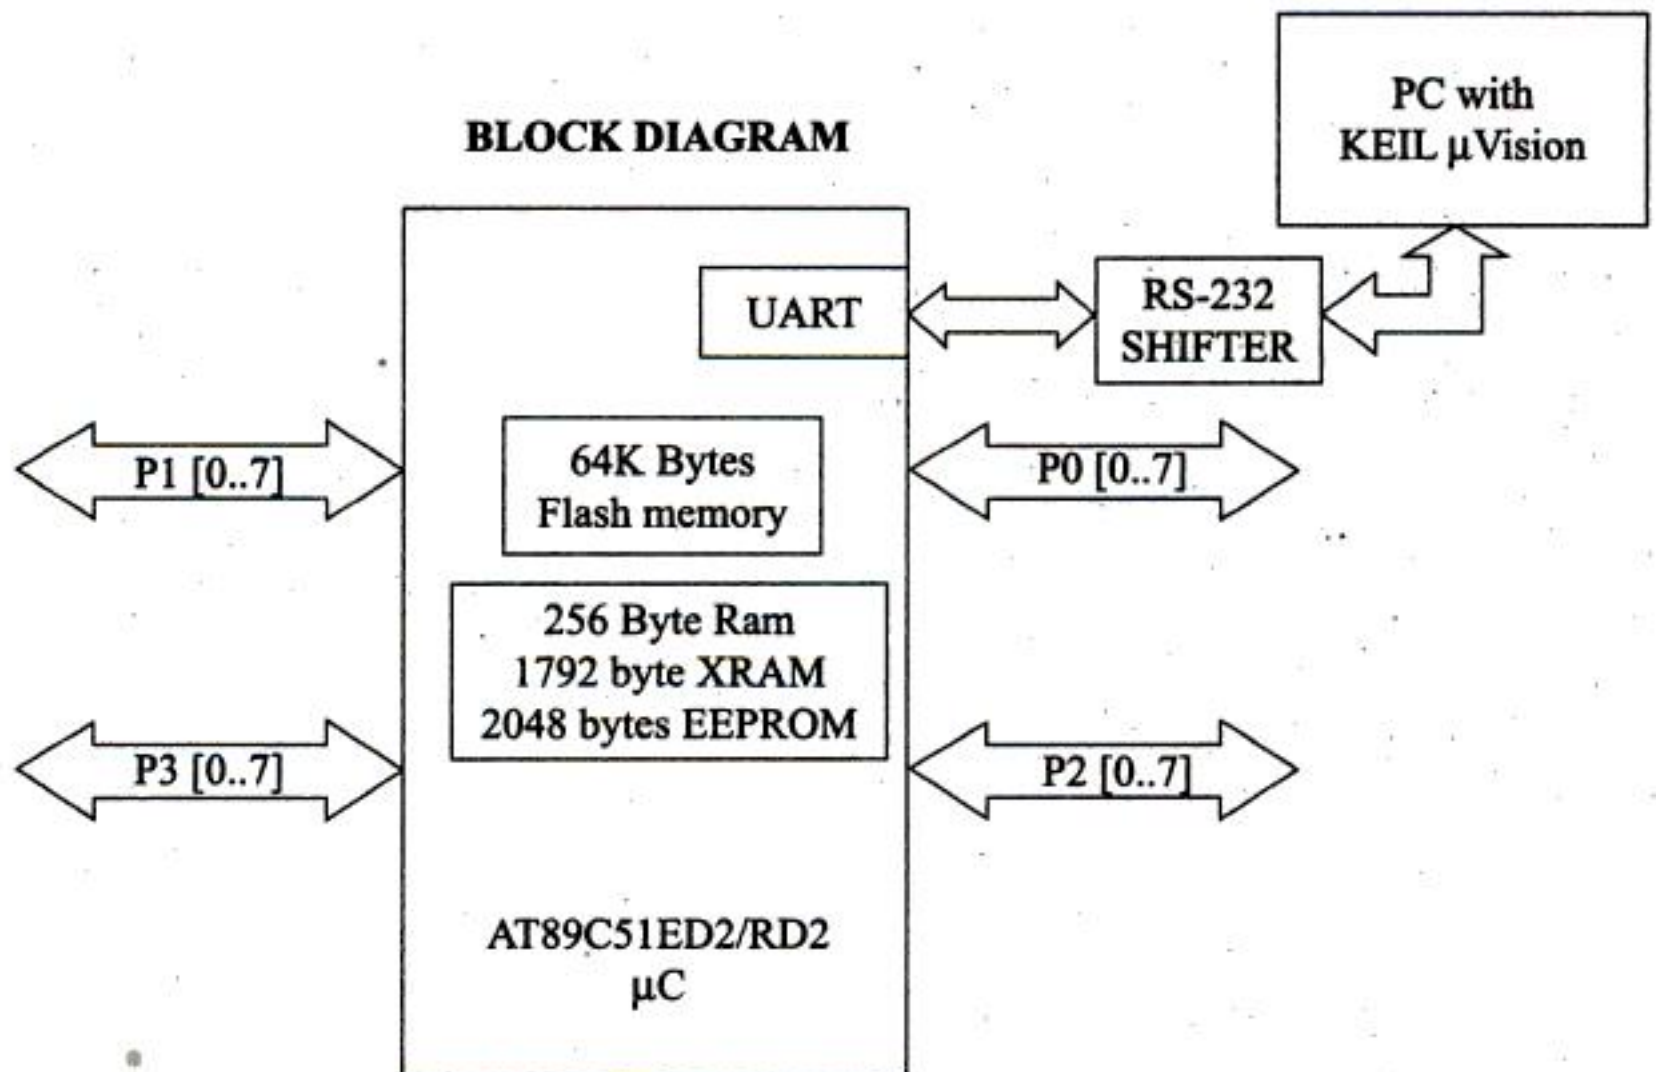 PC with
KEIL µVision
BLOCK DIAGRAM
UART
RS-232
SHIFTER
P1 [0..7]
64K Bytes
Flash memory
P0 [0..7]
256 Byte Ram
1792 byte XRAM
2048 bytes EEPROM
P3 [0..7]
P2 [0..7]
AT89C51ED2/RD2
µC